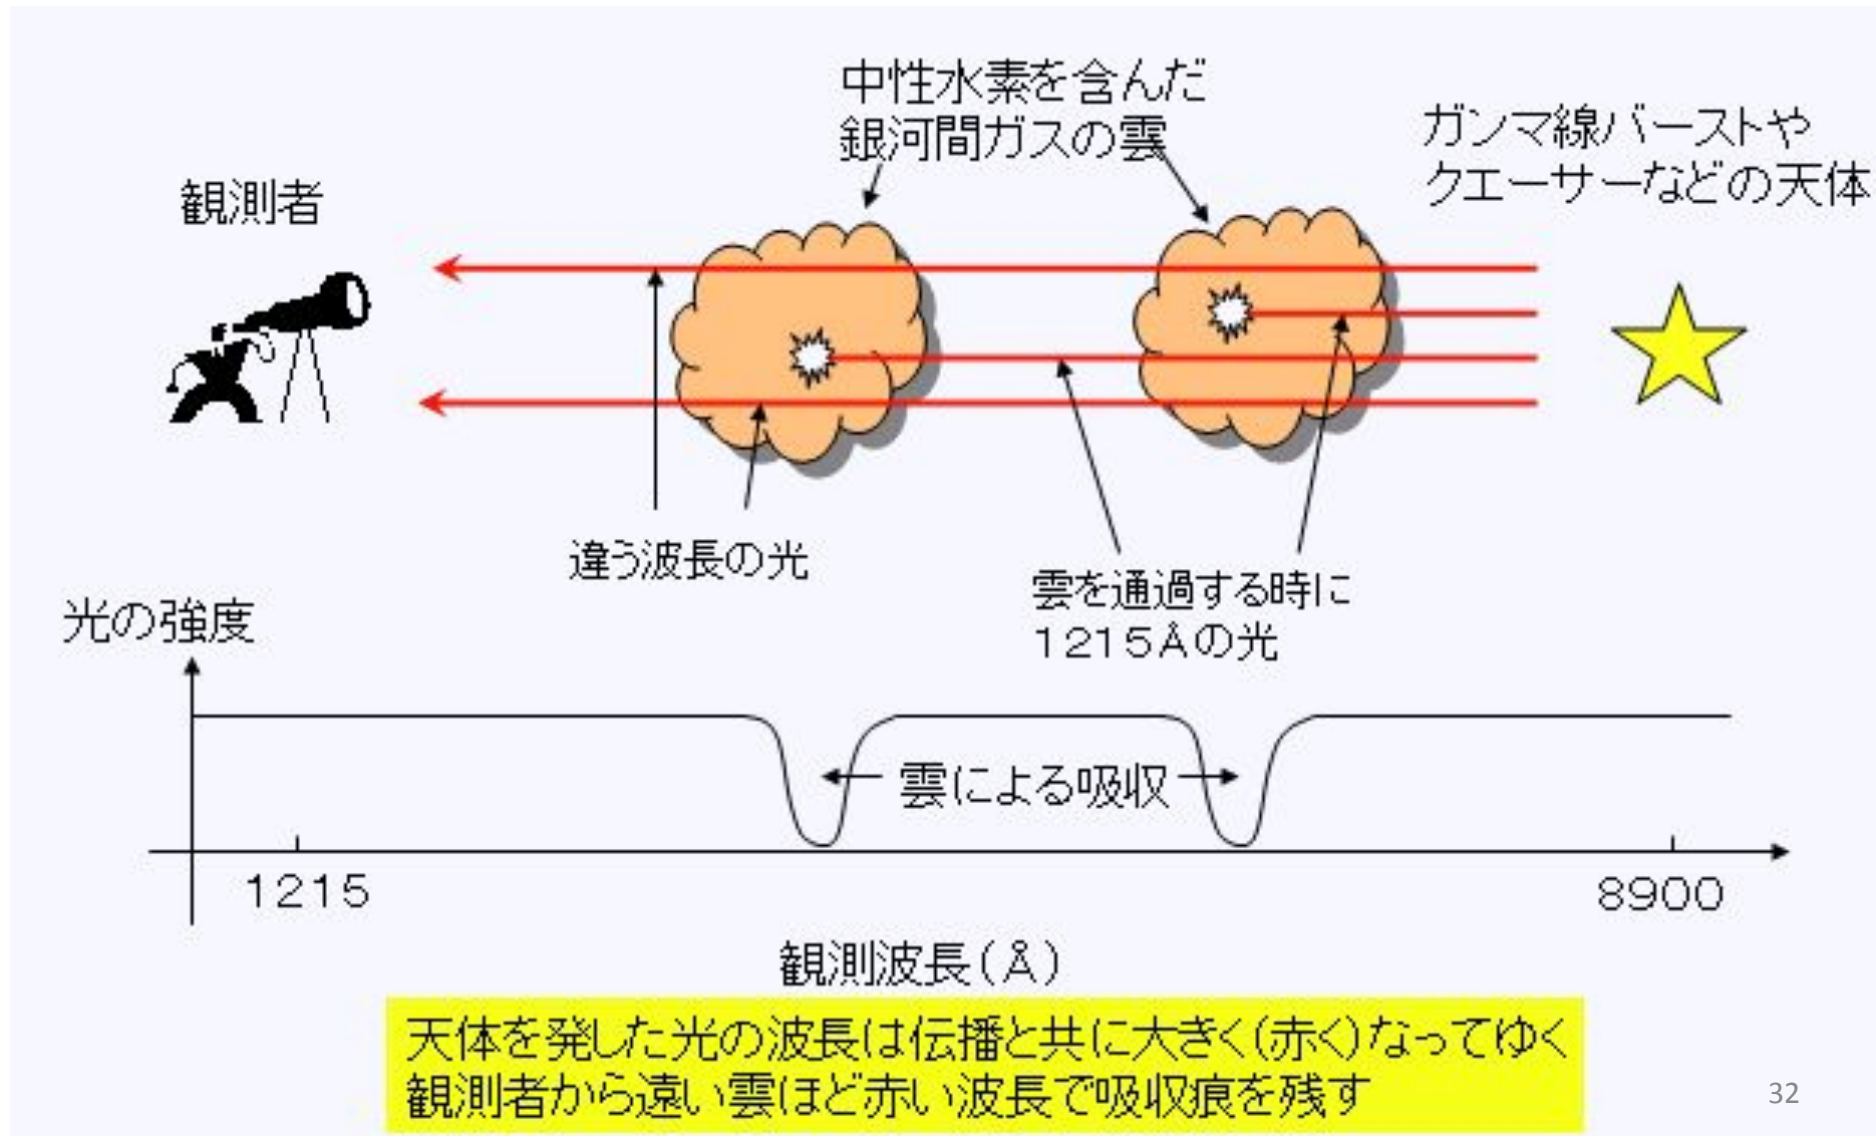 中性水素を含んだ
銀河間ガスの雲
ガンマ線バーストや
クエーサーなどの天体
観測者
違う波長の光
雲を通過する時に
1215Åの光
光の強度
雲による吸収
1215
8900
観測波長(Å)
天体を発した光の波長は伝播と共に大きく(赤く)なってゆく
観測者から遠い雲ほど赤い波長で吸収痕を残す
32